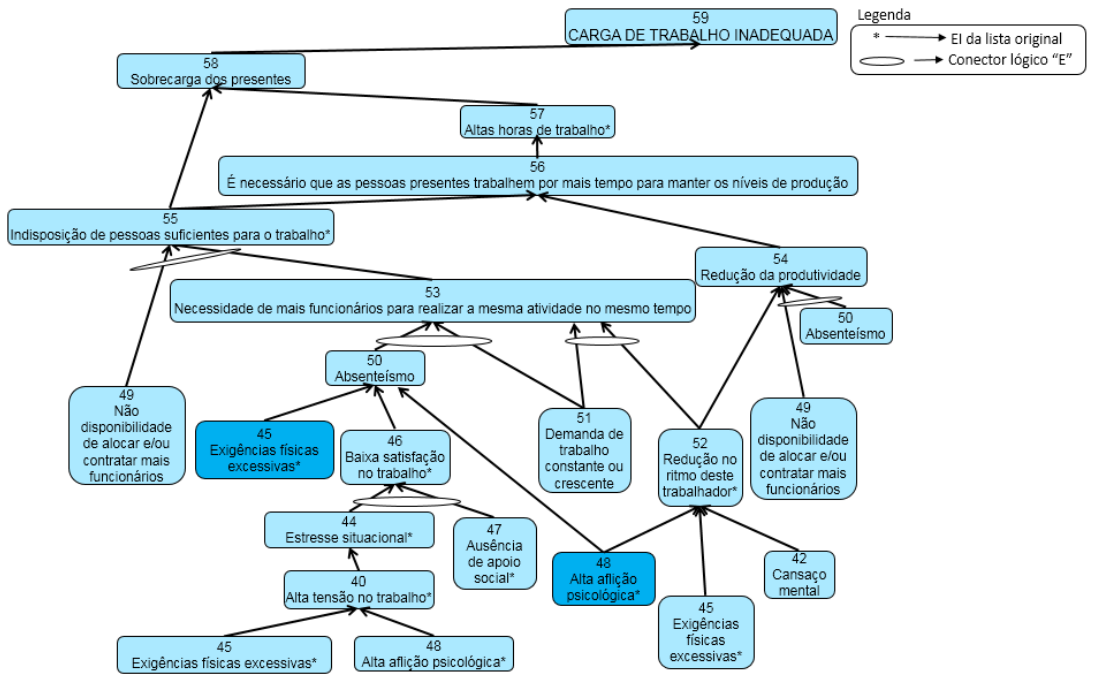 59
CARGA DE TRABALHO INADEQUADA
Legenda
* EI da lista original
Conector lógico “E”
58
Sobrecarga dos presentes
57
Altas horas de trabalho*
56
É necessário que as pessoas presentes trabalhem por mais tempo para manter os níveis de produção
55
Indisposição de pessoas suficientes para o trabalho*
54
Redução da produtividade
53
Necessidade de mais funcionários para realizar a mesma atividade no mesmo tempo
50
Absenteísmo
50
Absenteísmo
49
Não
disponibilidade
de alocar e/ou
contratar mais
funcionários
45
Exigências físicas
excessivas*
46
Baixa satisfação
no trabalho*
51
Demanda de
trabalho
constante ou
crescente
52
Redução no
ritmo deste
trabalhador*
49
Não
disponibilidade
de alocar e/ou
contratar mais
funcionários
44
Estresse situacional*
47
Ausência
de apoio
social*
48
Alta aflição
psicológica*
42
Cansaço
mental
40
Alta tensão no trabalho*
45
Exigências
físicas
excessivas*
45
Exigências físicas excessivas*
48
Alta aflição psicológica*